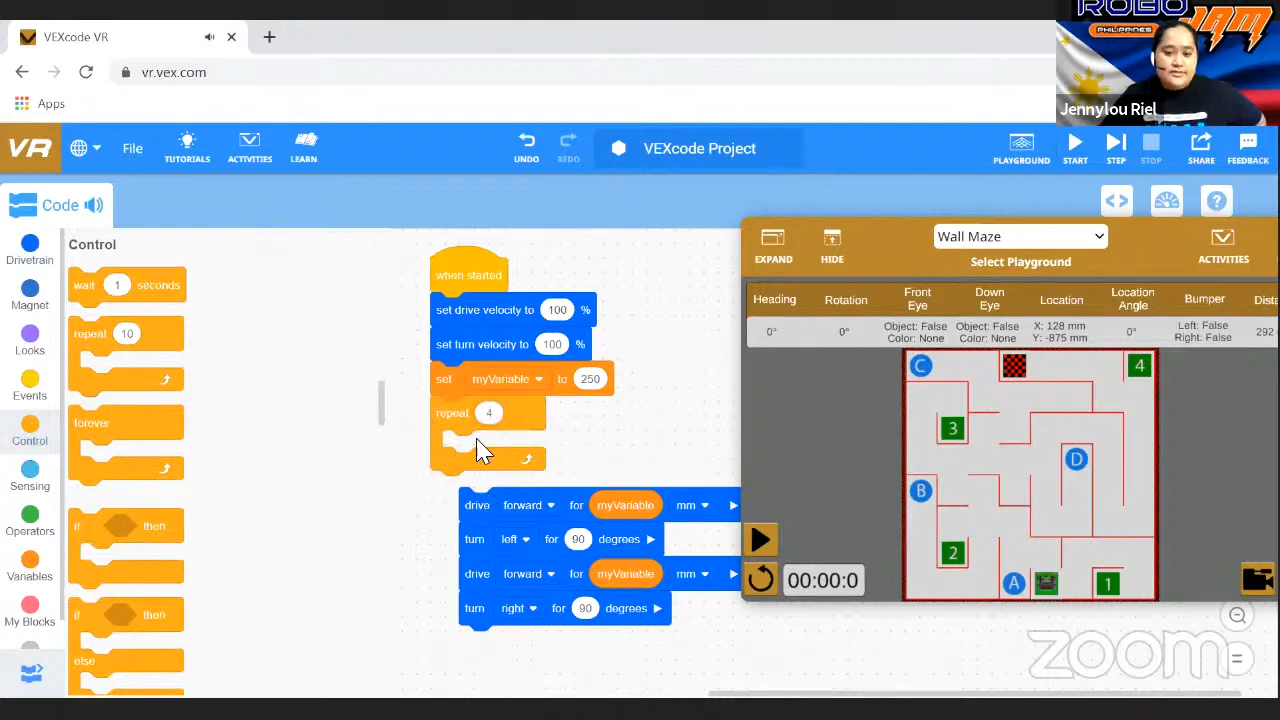 VEXcode VR
ROBO
JAM
PHILIPPINES
vr.vex.com
Apps
Jennylou Riel
VR
File
TUTORIALS
ACTIVITIES
LEARN
UNDO
REDO
VEXcode Project
PLAYGROUND
START
STEP
STOP
SHARE
FEEDBACK
Code
Drivetrain
Magnet
Looks
Events
Control
Sensing
Operators
Variables
My Blocks
Control
wait 1 seconds
repeat 10
forever
if then
if then
else
when started
set drive velocity to 100 %
set turn velocity to 100 %
set myVariable to 250
repeat 4
drive forward for myVariable mm
turn left for 90 degrees
drive forward for myVariable mm
turn right for 90 degrees
EXPAND
HIDE
Wall Maze
Select Playground
ACTIVITIES
Heading Rotation Front Eye Down Eye Location Location Angle Bumper Dista
0° 0° Object: False Color: None Object: False Color: None X: 128 mm Y: -875 mm 0° Left: False Right: False 292
C 4
3
D
B
2
A 1
00:00:0
zoom